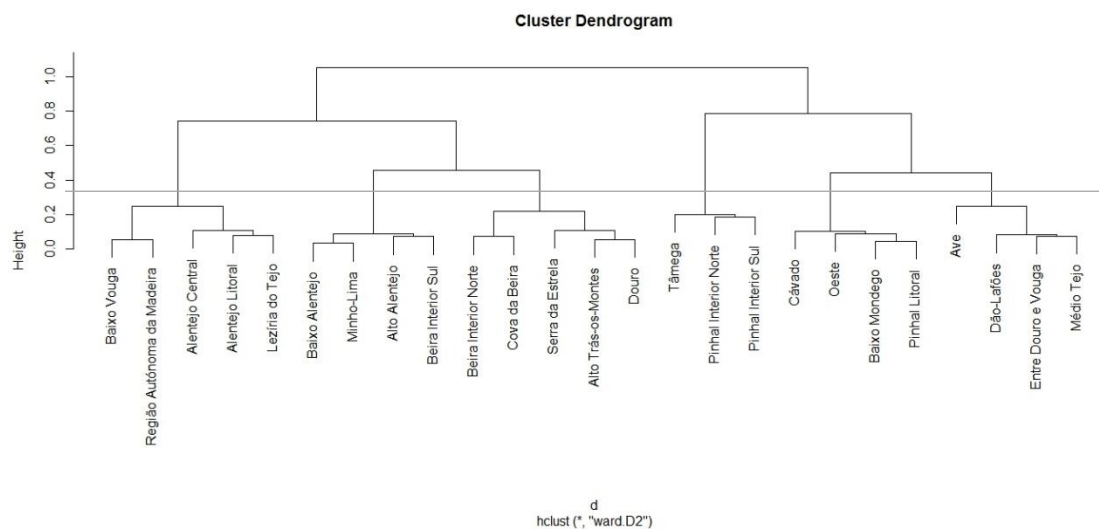 Cluster Dendrogram
Height
0.0
0.2
0.4
0.6
0.8
1.0
Baixo Vouga
Região Autónoma da Madeira
Alentejo Central
Alentejo Litoral
Lezíria do Tejo
Baixo Alentejo
Minho-Lima
Alto Alentejo
Beira Interior Sul
Beira Interior Norte
Cova da Beira
Serra da Estrela
Alto Trás-os-Montes
Douro
Tâmega
Pinhal Interior Norte
Pinhal Interior Sul
Cávado
Oeste
Baixo Mondego
Pinhal Litoral
Ave
Dão-Lafões
Entre Douro e Vouga
Médio Tejo
d
hclust (*, "ward.D2")